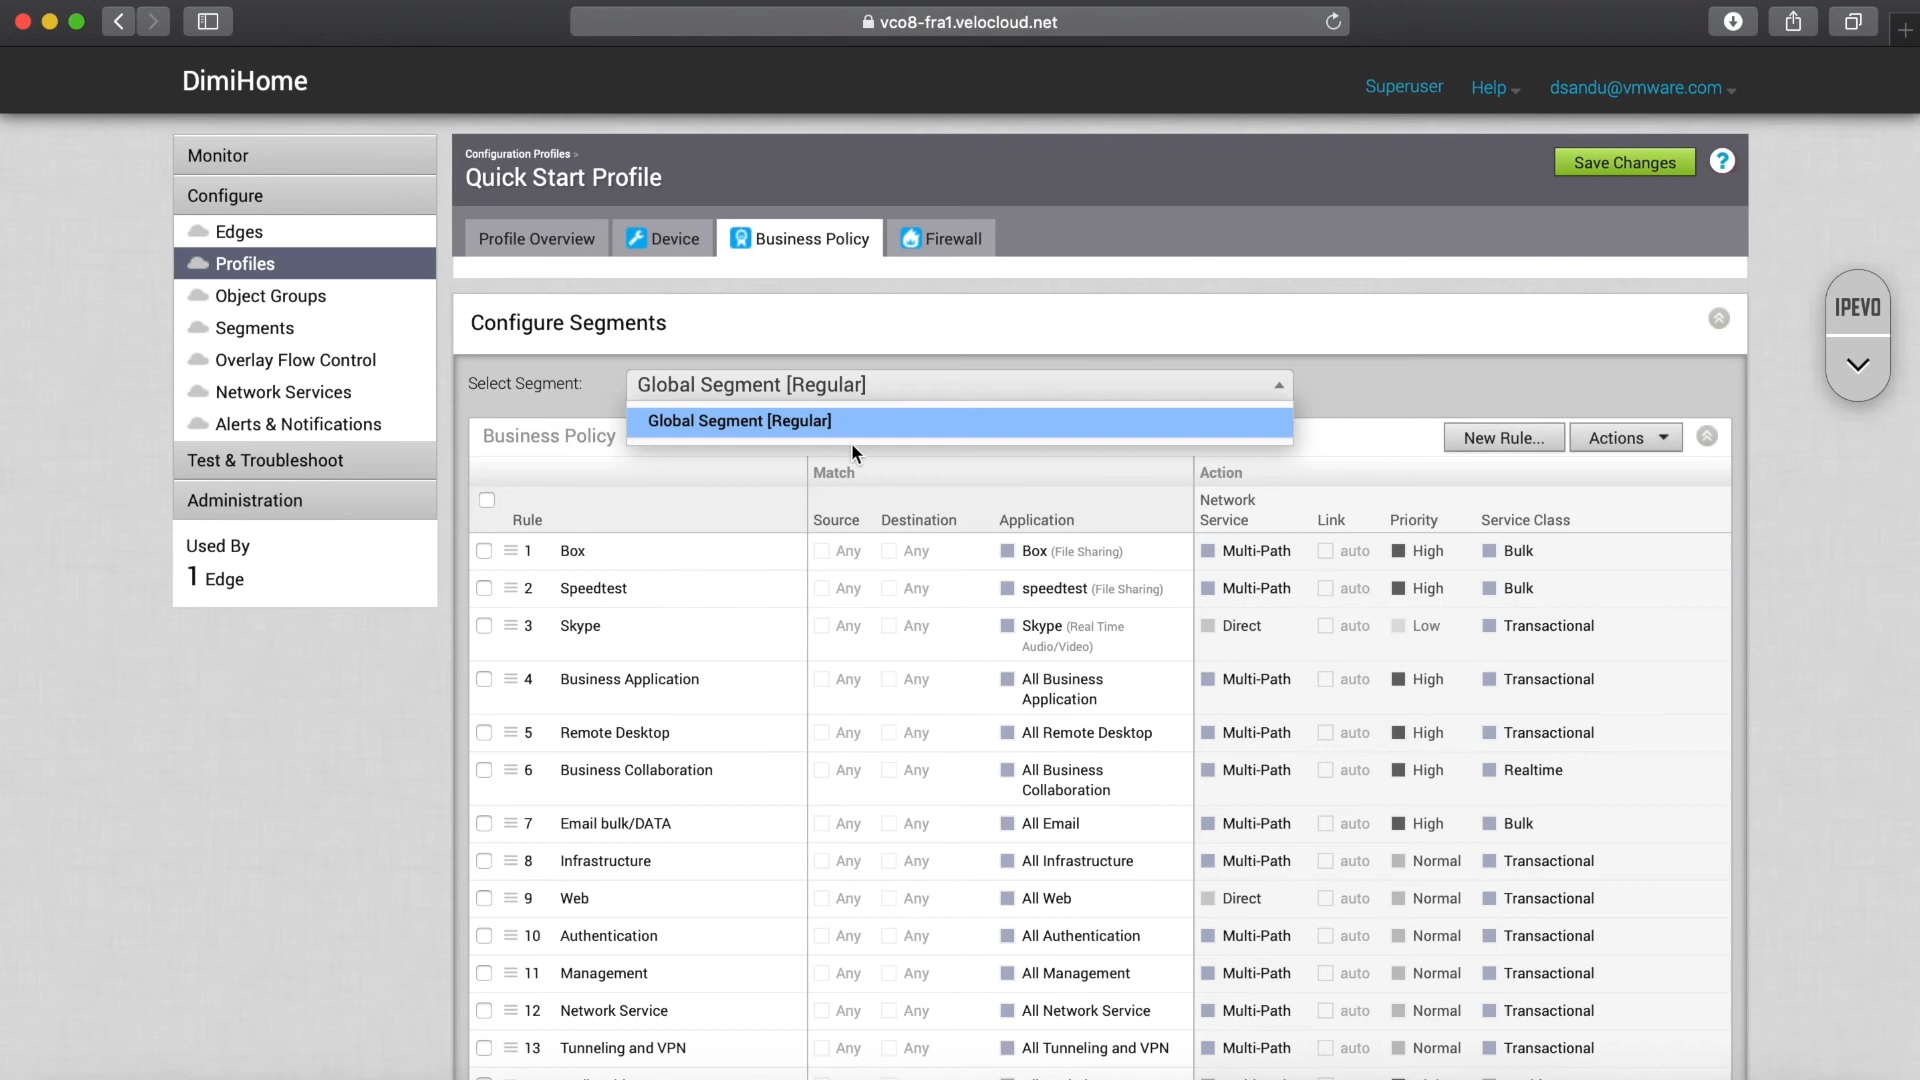 vco8-fra1.velocloud.net
DimiHome
Superuser Help dsandu@vmware.com
Monitor
Configure
Edges
Profiles
Object Groups
Segments
Overlay Flow Control
Network Services
Alerts & Notifications
Test & Troubleshoot
Administration
Used By
1 Edge
Configuration Profiles >
Quick Start Profile
Save Changes ?
Profile Overview Device Business Policy Firewall
Configure Segments
IPEVO
Select Segment: Global Segment [Regular]
Global Segment [Regular]
Business Policy New Rule... Actions
Match Action
Rule Source Destination Application Network Service Link Priority Service Class
1 Box Any Any Box (File Sharing) Multi-Path auto High Bulk
2 Speedtest Any Any speedtest (File Sharing) Multi-Path auto High Bulk
3 Skype Any Any Skype (Real Time Audio/Video) Direct auto Low Transactional
4 Business Application Any Any All Business Application Multi-Path auto High Transactional
5 Remote Desktop Any Any All Remote Desktop Multi-Path auto High Transactional
6 Business Collaboration Any Any All Business Collaboration Multi-Path auto High Realtime
7 Email bulk/DATA Any Any All Email Multi-Path auto High Bulk
8 Infrastructure Any Any All Infrastructure Multi-Path auto Normal Transactional
9 Web Any Any All Web Direct auto Normal Transactional
10 Authentication Any Any All Authentication Multi-Path auto Normal Transactional
11 Management Any Any All Management Multi-Path auto Normal Transactional
12 Network Service Any Any All Network Service Multi-Path auto Normal Transactional
13 Tunneling and VPN Any Any All Tunneling and VPN Multi-Path auto Normal Transactional